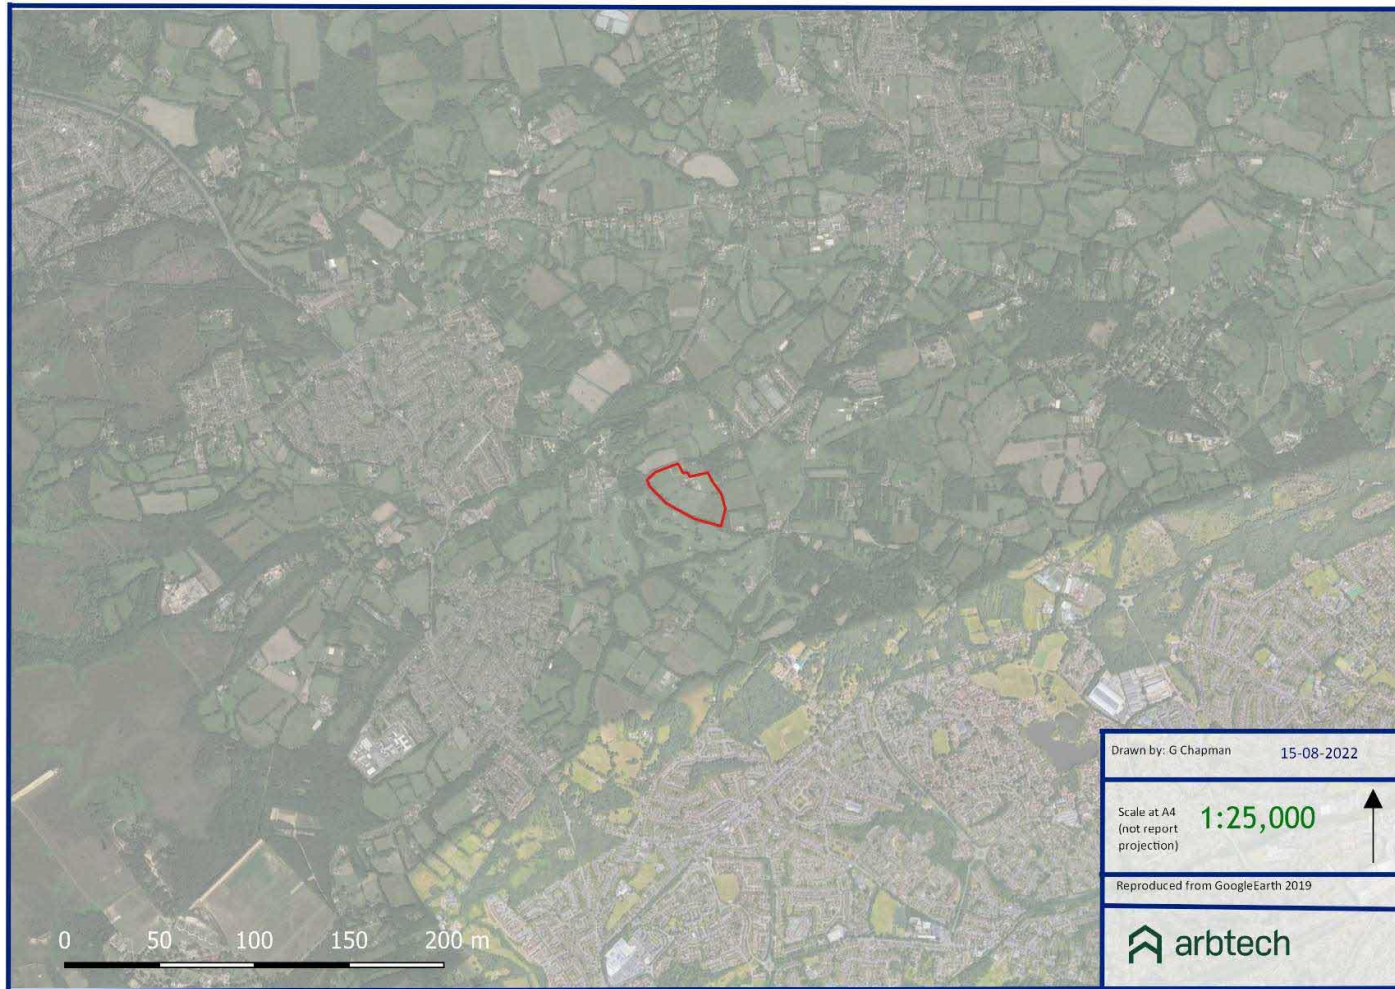 Drawn by: G Chapman 15-08-2022
Scale at A4
(not report
projection)
1:25,000
Reproduced from GoogleEarth 2019
arbtech
0 50 100 150 200 m